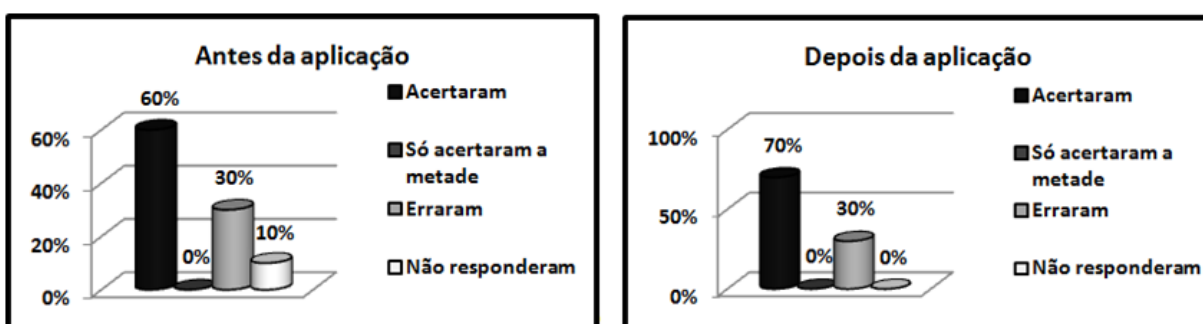 Antes da aplicação
60%
40%
20%
0%
60%
0%
30%
10%
Acertaram
Só acertaram a
metade
Erraram
Não responderam
Depois da aplicação
100%
50%
0%
70%
0%
30%
0%
Acertaram
Só acertaram a
metade
Erraram
Não responderam